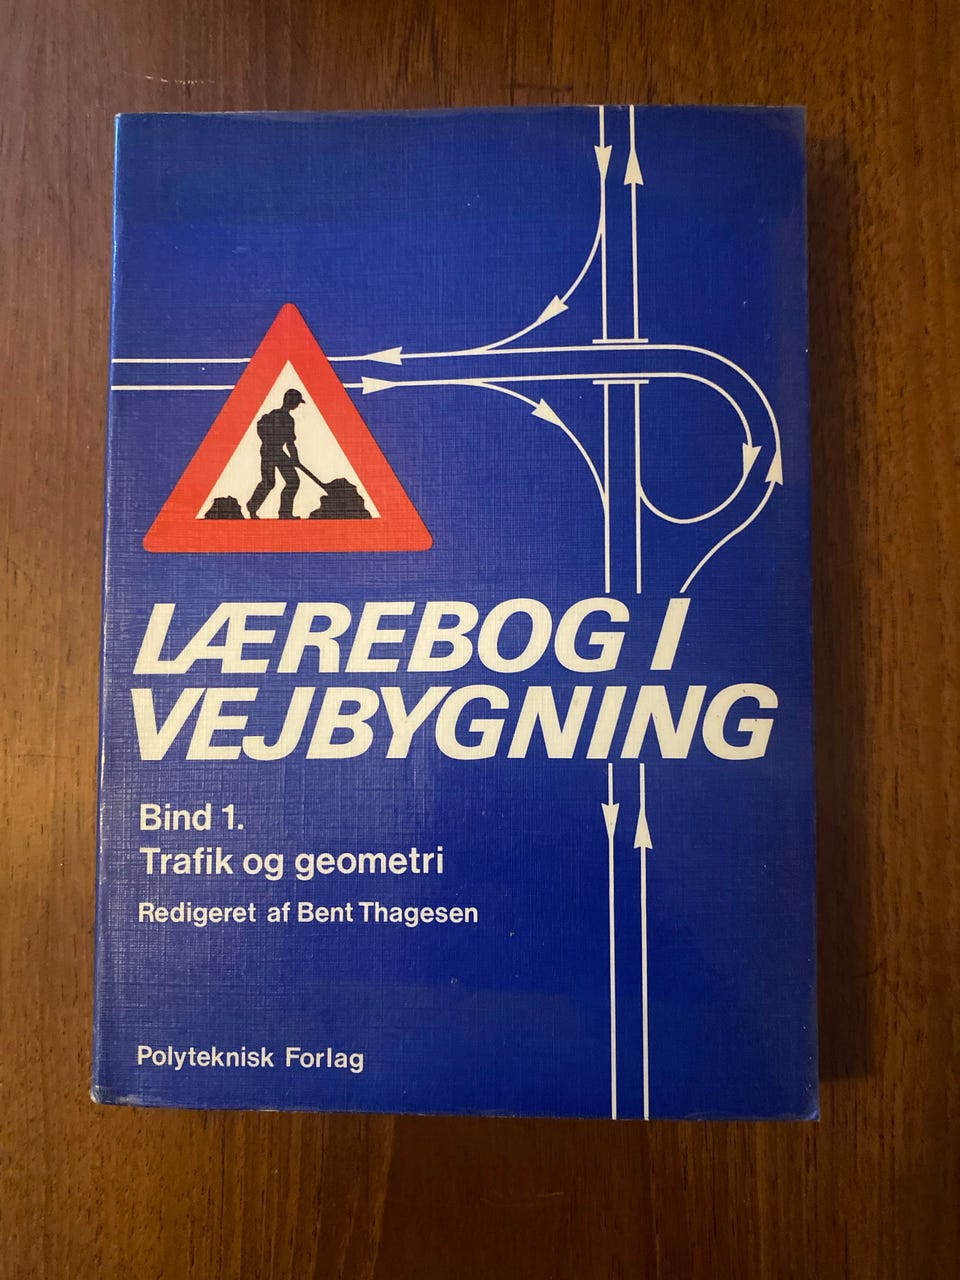 LÆREBOG I
VEJBYGNING
Bind 1.
Trafik og geometri
Redigeret af Bent Thagesen
Polyteknisk Forlag